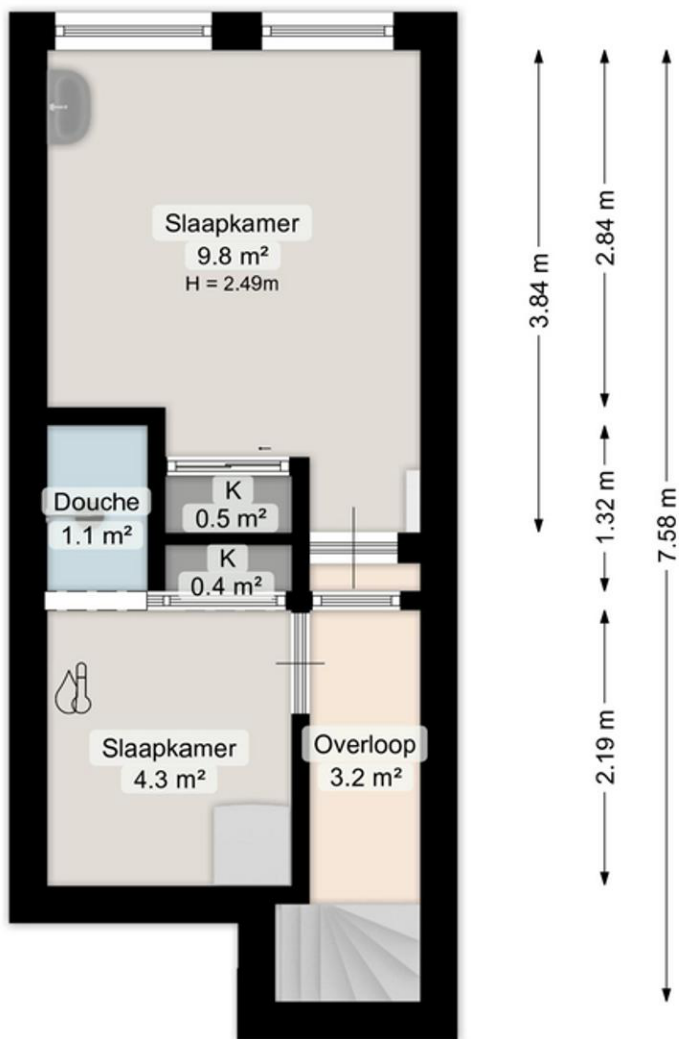 Slaapkamer
9.8 m²
H = 2.49m
Douche
1.1 m²
K
0.5 m²
K
0.4 m²
Slaapkamer
4.3 m²
Overloop
3.2 m²
3.84 m
2.84 m
1.32 m
2.19 m
7.58 m